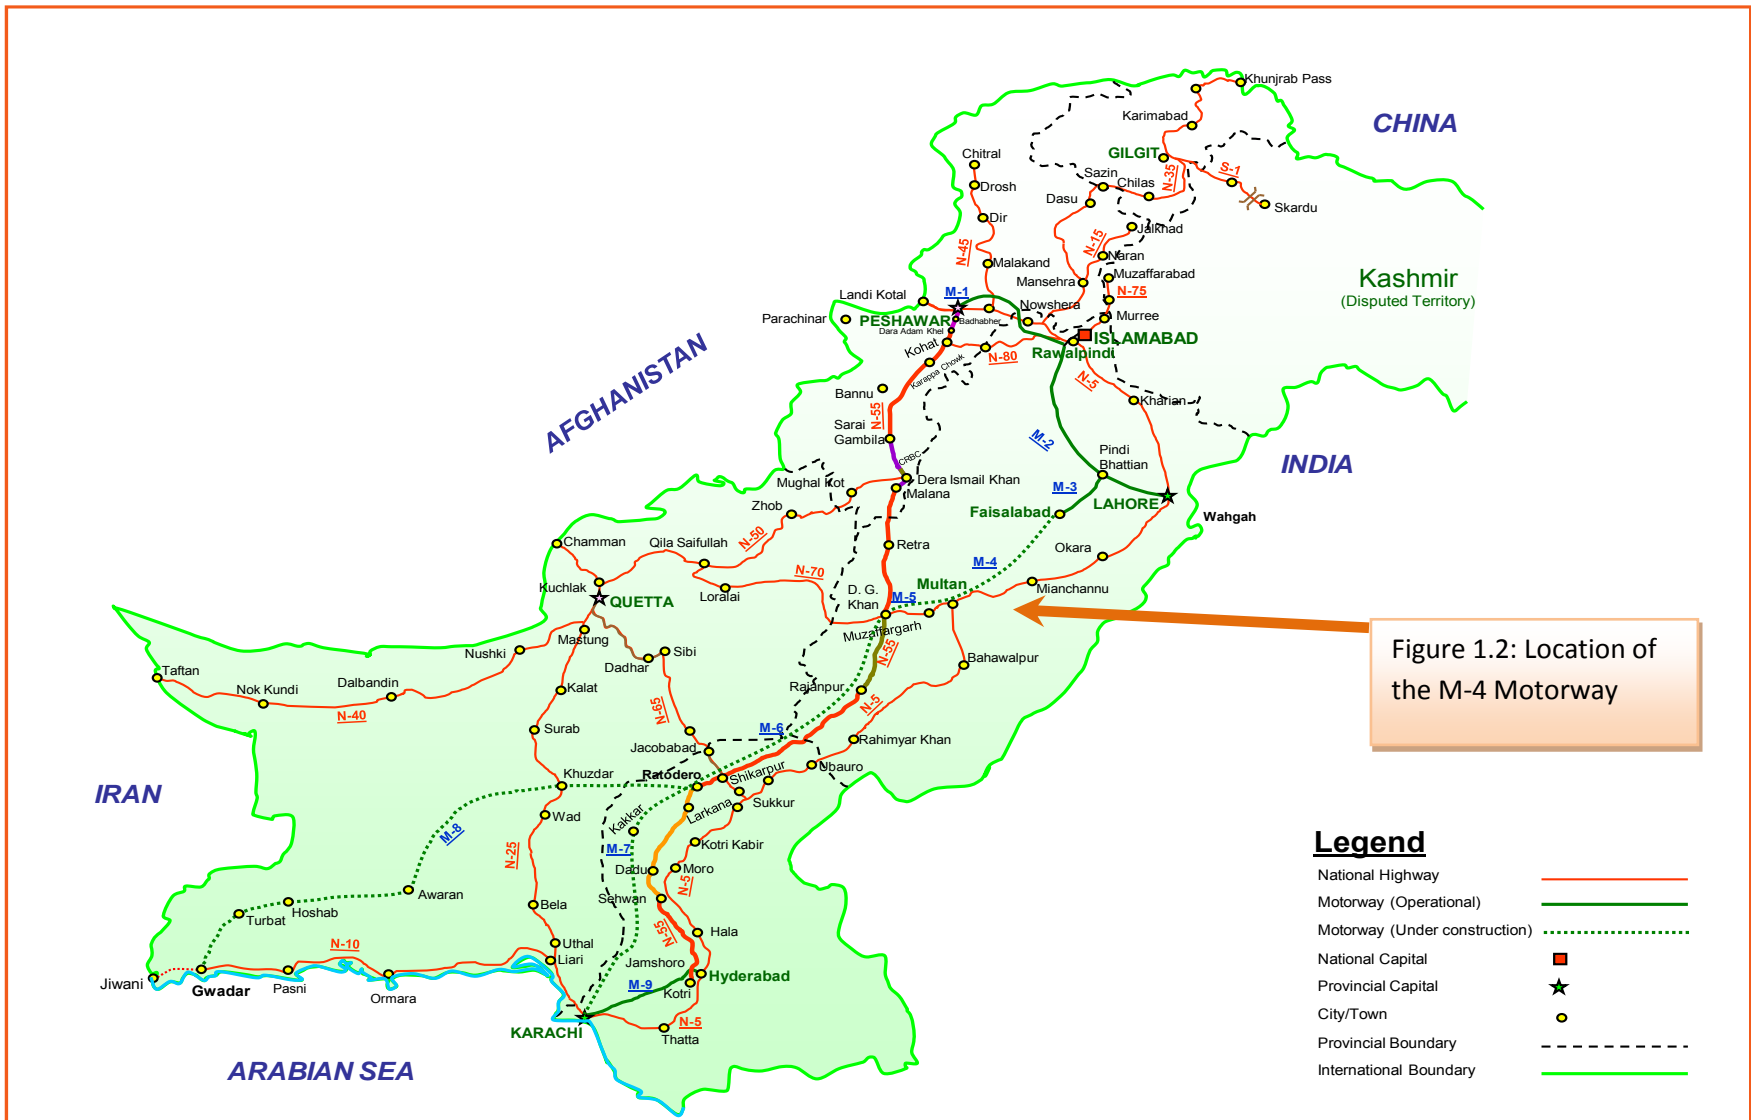 Khunjrab Pass
CHINA
Karimabad
GILGIT
Chitral
Sazin
Chilas
N-35
S-1
Drosh
Dasu
Skardu
Dir
Jalkhad
N-45
N-15
Naran
Malakand
Mansehra
Muzaffarabad
Kashmir
(Disputed Territory)
Landi Kotal
M-1
N-75
Nowshera
Parachinar
PESHAWAR
Badhabher
Murree
Dara Adam Khel
ISLAMABAD
Kohat
Rawalpindi
N-80
Karappa Chowk
AFGHANISTAN
N-5
Bannu
Kharian
N-55
Sarai
Gambila
M-2
Pindi
Bhattian
INDIA
CRBC
Mughal Kot
Dera Ismail Khan
Malana
M-3
LAHORE
Zhob
Faisalabad
Wahgah
N-50
Chamman
Qila Saifullah
Retra
Okara
M-4
N-70
Kuchlak
Loralai
D. G.
Khan
M-5
Multan
Mianchannu
QUETTA
Muzaffargarh
Mastung
Figure 1.2: Location of
the M-4 Motorway
Nushki
Dadhar
Sibi
N-55
Bahawalpur
Taftan
Nok Kundi
Dalbandin
Kalat
Rajanpur
N-40
N-65
N-5
Surab
M-6
Jacobabad
Rahimyar Khan
Khuzdar
Ratodero
Shikarpur
Ubauro
IRAN
Larkana
Sukkur
Wad
Kakkar
M-8
M-7
Kotri Kabir
N-25
Dadu
Moro
N-5
Awaran
Sehwan
Hoshab
Turbat
Bela
N-55
Hala
N-10
Uthal
Liari
Jamshoro
Hyderabad
Jiwani
Gwadar
Pasni
Ormara
M-9
Kotri
KARACHI
N-5
Thatta
ARABIAN SEA
Legend
National Highway
Motorway (Operational)
Motorway (Under construction)
National Capital
Provincial Capital
City/Town
Provincial Boundary
International Boundary